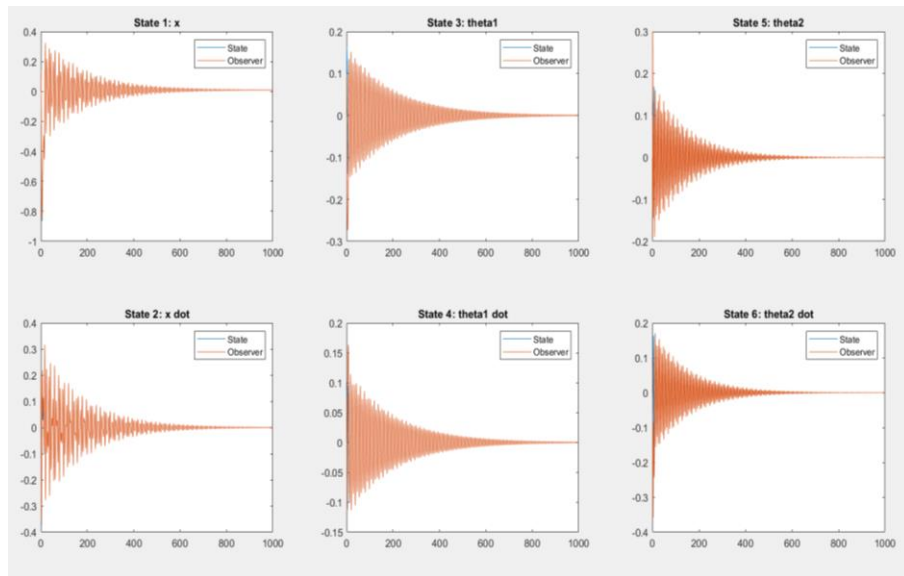 State 1: x
0.4
0.2
0
-0.2
-0.4
-0.6
-0.8
-1
0 200 400 600 800 1000
State
Observer
State 3: theta1
0.2
0.1
0
-0.1
-0.2
-0.3
0 200 400 600 800 1000
State
Observer
State 5: theta2
0.3
0.2
0.1
0
-0.1
-0.2
0 200 400 600 800 1000
State
Observer
State 2: x dot
0.4
0.3
0.2
0.1
0
-0.1
-0.2
-0.3
-0.4
0 200 400 600 800 1000
State
Observer
State 4: theta1 dot
0.2
0.15
0.1
0.05
0
-0.05
-0.1
-0.15
0 200 400 600 800 1000
State
Observer
State 6: theta2 dot
0.2
0.1
0
-0.1
-0.2
-0.3
-0.4
0 200 400 600 800 1000
State
Observer